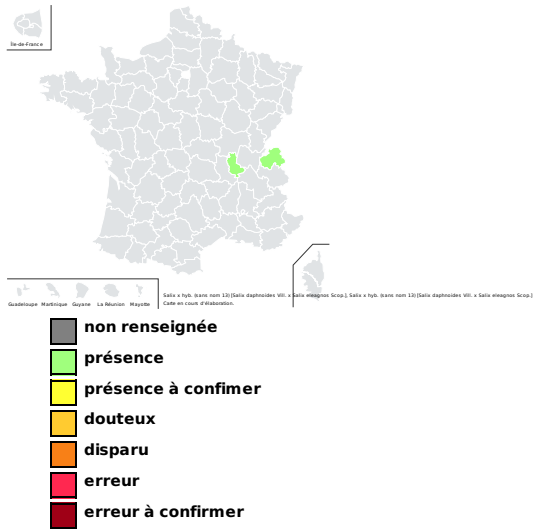 Île-de-France
Guadeloupe Martinique Guyane La Réunion Mayotte
Salix x hyb. (sans nom 13) [Salix daphnoides Vill. x Salix eleagnos Scop.], Salix x hyb. (sans nom 13) [Salix daphnoides Vill. x Salix eleagnos Scop.]
Carte en cours d'élaboration.
non renseignée
présence
présence à confimer
douteux
disparu
erreur
erreur à confirmer